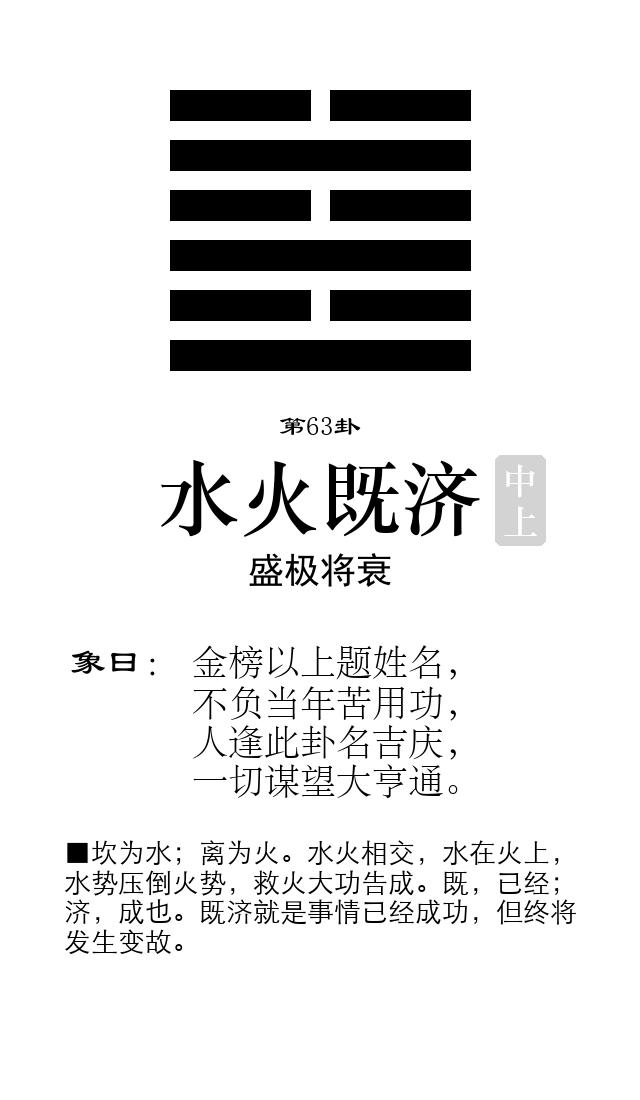 第63卦
水火既济
中上
盛极将衰
象曰：金榜以上题姓名，
不负当年苦用功，
人逢此卦名吉庆，
一切谋望大亨通。
■坎为水；离为火。水火相交，水在火上，
水势压倒火势，救火大功告成。既，已经；
济，成也。既济就是事情已经成功，但终将
发生变故。